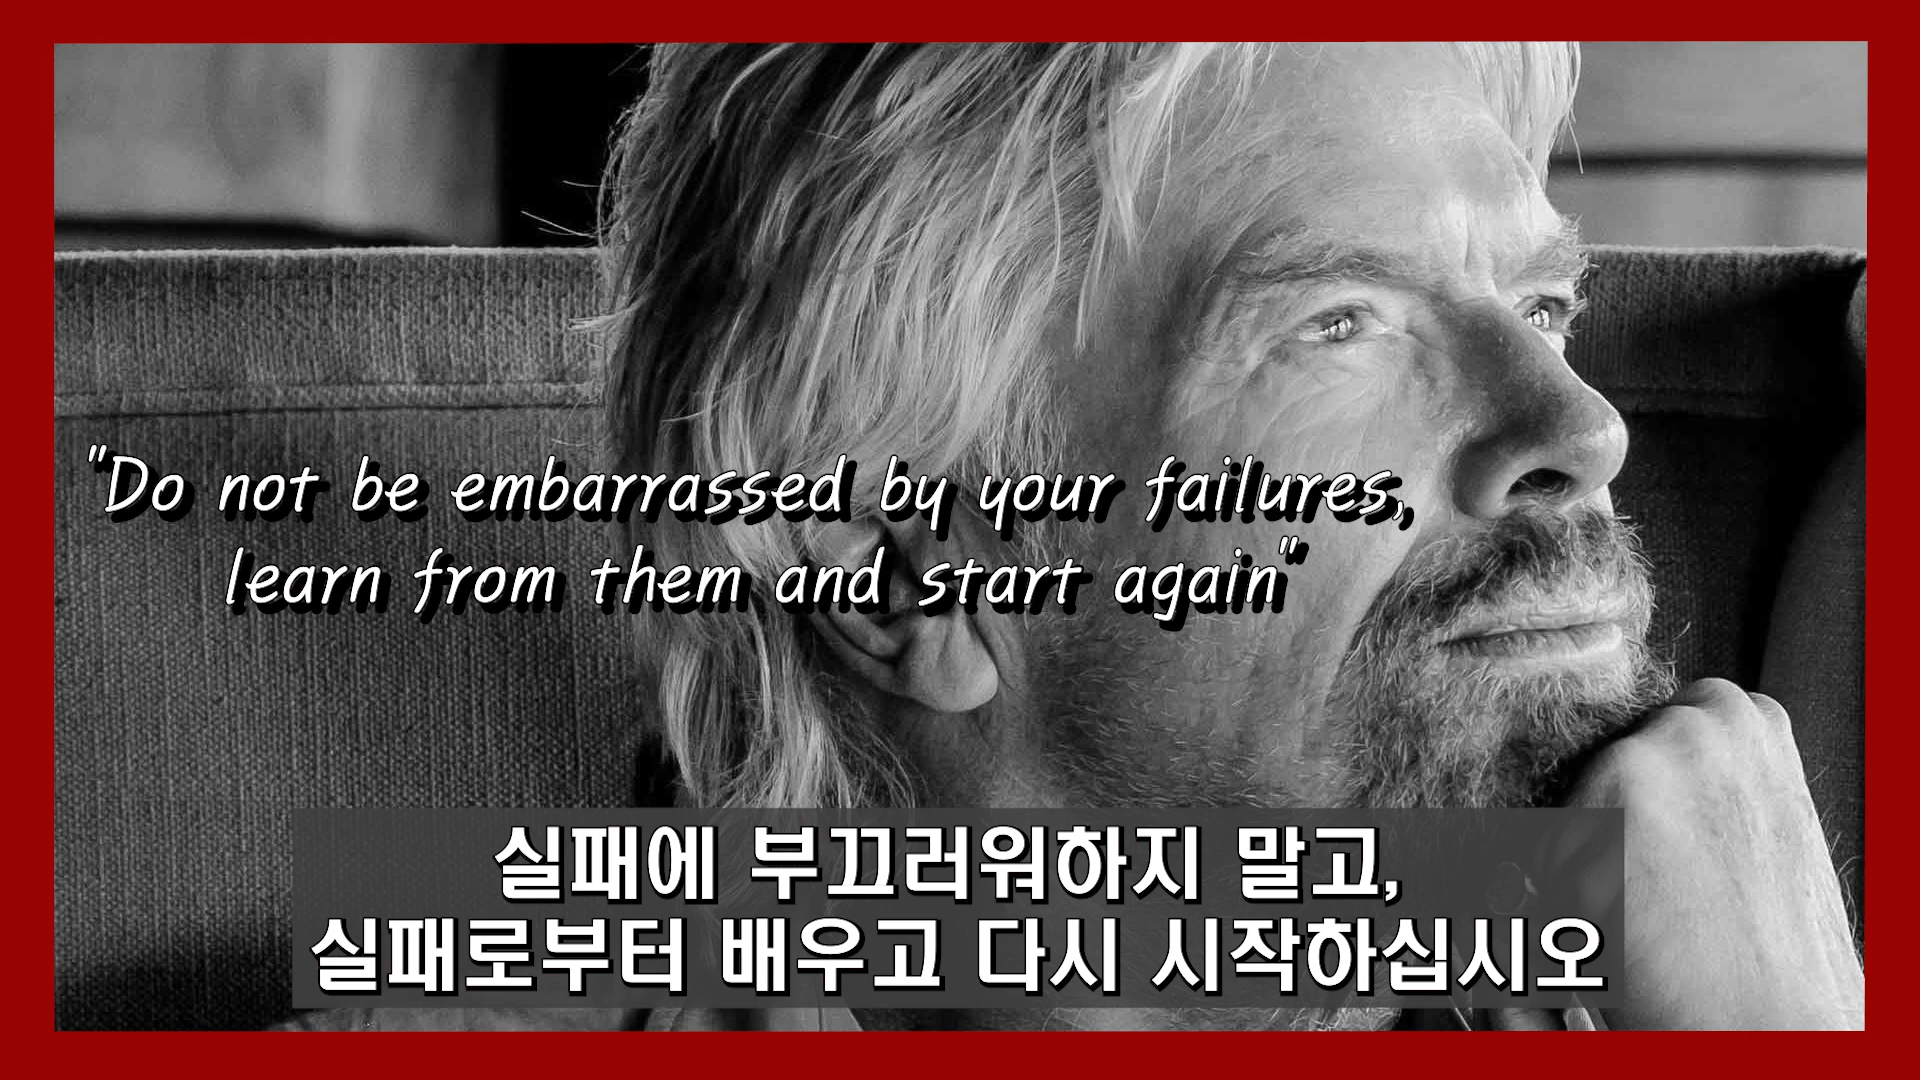 "Do not be embarrassed by your failures,
learn from them and start again"
실패에 부끄러워하지 말고,
실패로부터 배우고 다시 시작하십시오